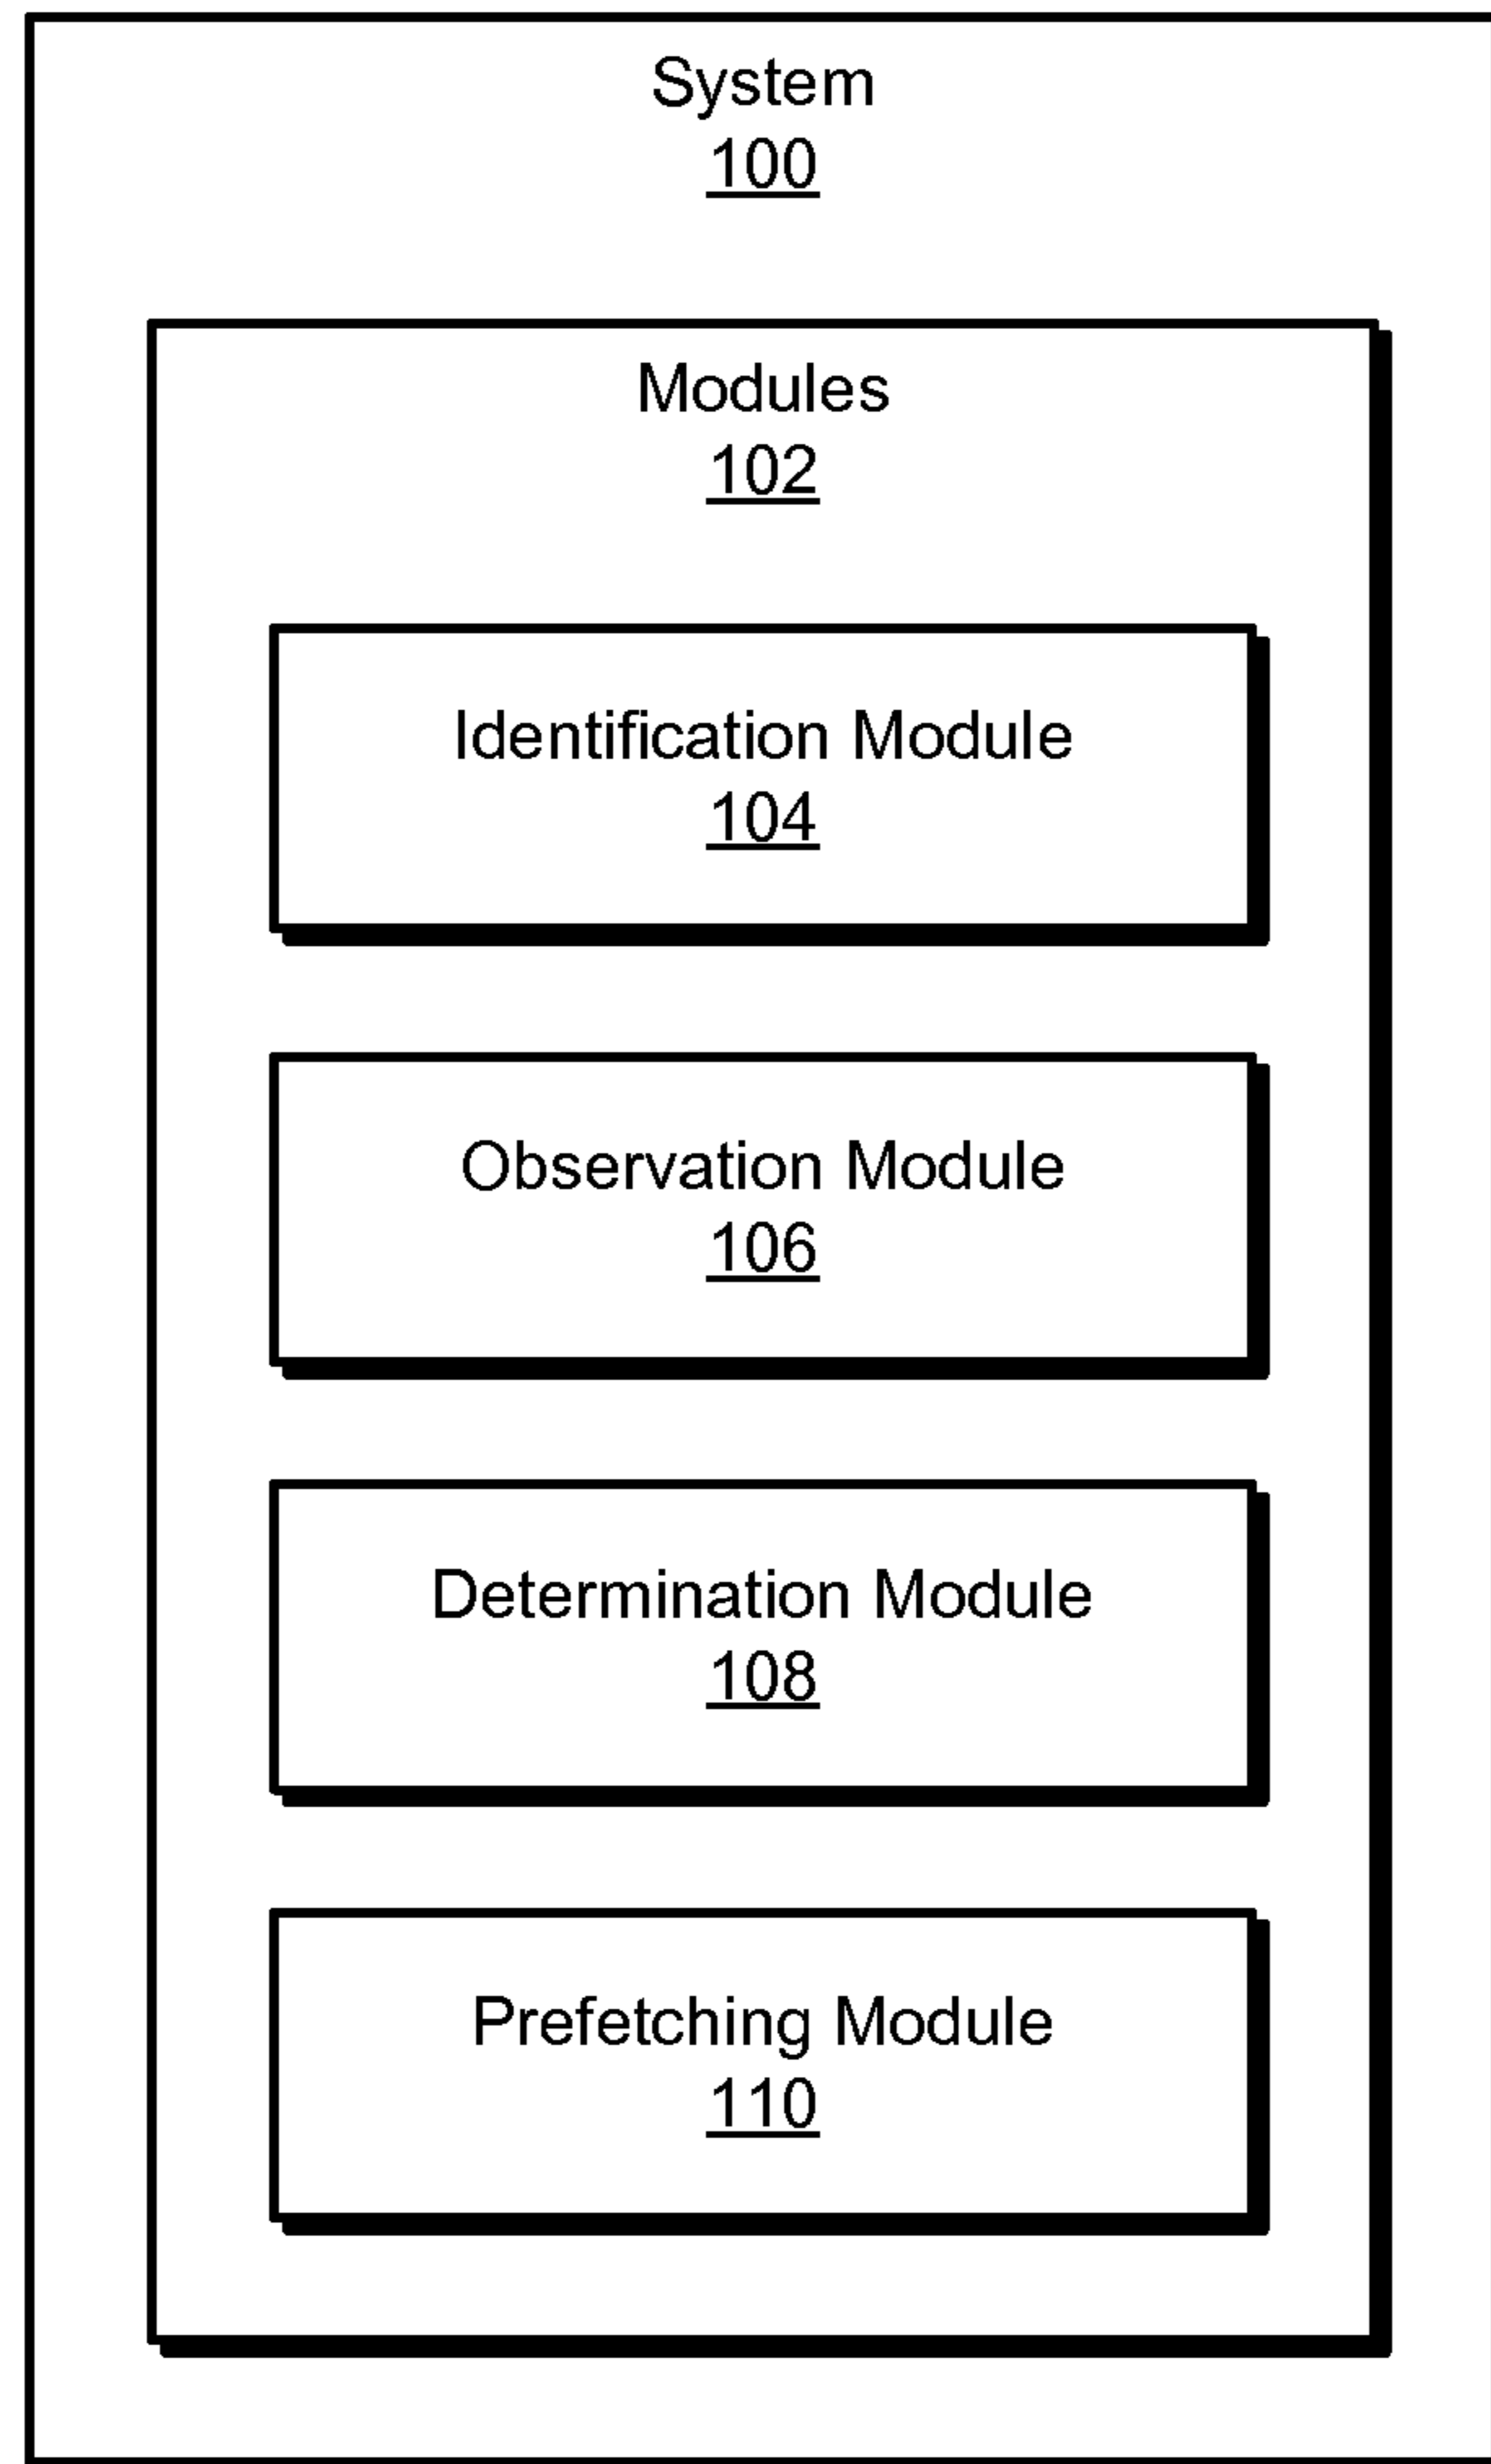 System
100
Modules
102
Identification Module
104
Observation Module
106
Determination Module
108
Prefetching Module
110